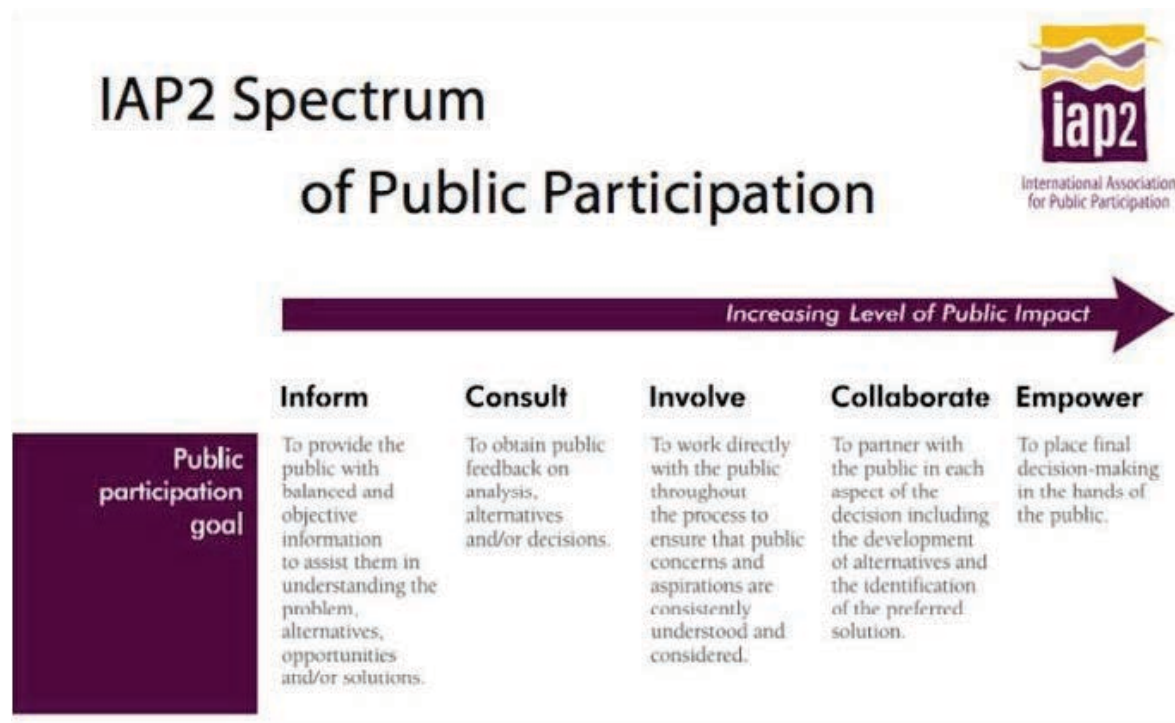 IAP2 Spectrum
of Public Participation
iap2
International Association
for Public Participation
Increasing Level of Public Impact
Inform
To provide the
public with
balanced and
objective
information
to assist them in
understanding the
problem,
alternatives,
opportunities
and/or solutions.
Consult
To obtain public
feedback on
analysis,
alternatives
and/or decisions.
Involve
To work directly
with the public
throughout
the process to
ensure that public
concerns and
aspirations are
consistently
understood and
considered.
Collaborate
To partner with
the public in each
aspect of the
decision including
the development
of alternatives and
the identification
of the preferred
solution.
Empower
To place final
decision-making
in the hands of
the public.
Public
participation
goal